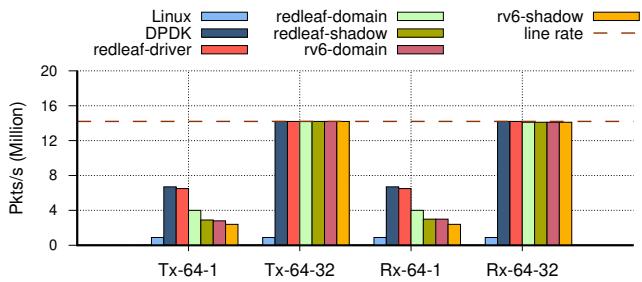 Linux
DPDK
redleaf-driver
redleaf-domain
redleaf-shadow
rv6-domain
rv6-shadow
line rate
Pkts/s (Million)
20
16
12
8
4
0
Tx-64-1 Tx-64-32 Rx-64-1 Rx-64-32